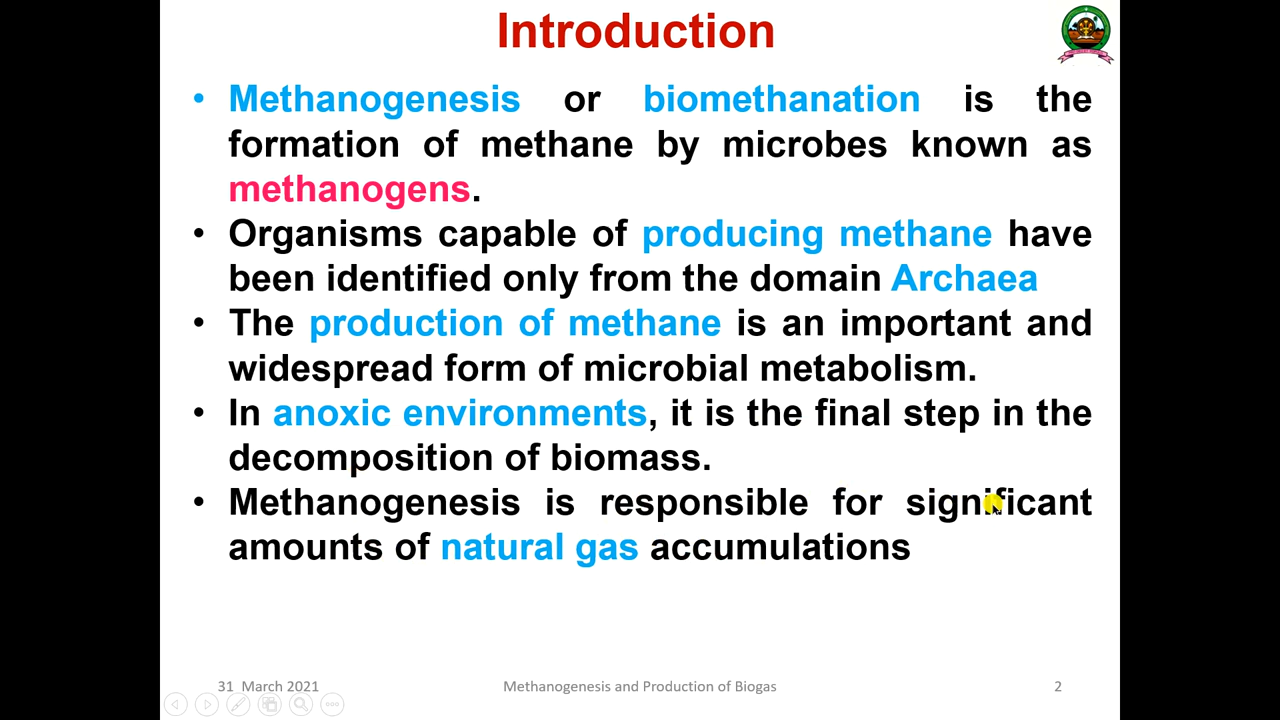 Introduction
• Methanogenesis or biomethanation is the
formation of methane by microbes known as
methanogens.
• Organisms capable of producing methane have
been identified only from the domain Archaea
• The production of methane is an important and
widespread form of microbial metabolism.
• In anoxic environments, it is the final step in the
decomposition of biomass.
• Methanogenesis is responsible for significant
amounts of natural gas accumulations
31 March 2021
Methanogenesis and Production of Biogas
2